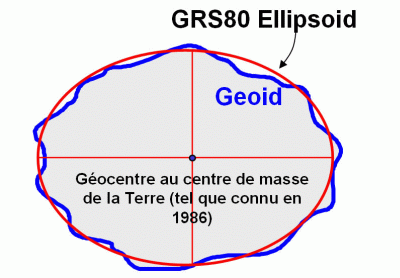 GRS80 Ellipsoid
Geoid
Géocentre au centre de masse
de la Terre (tel que connu en
1986)